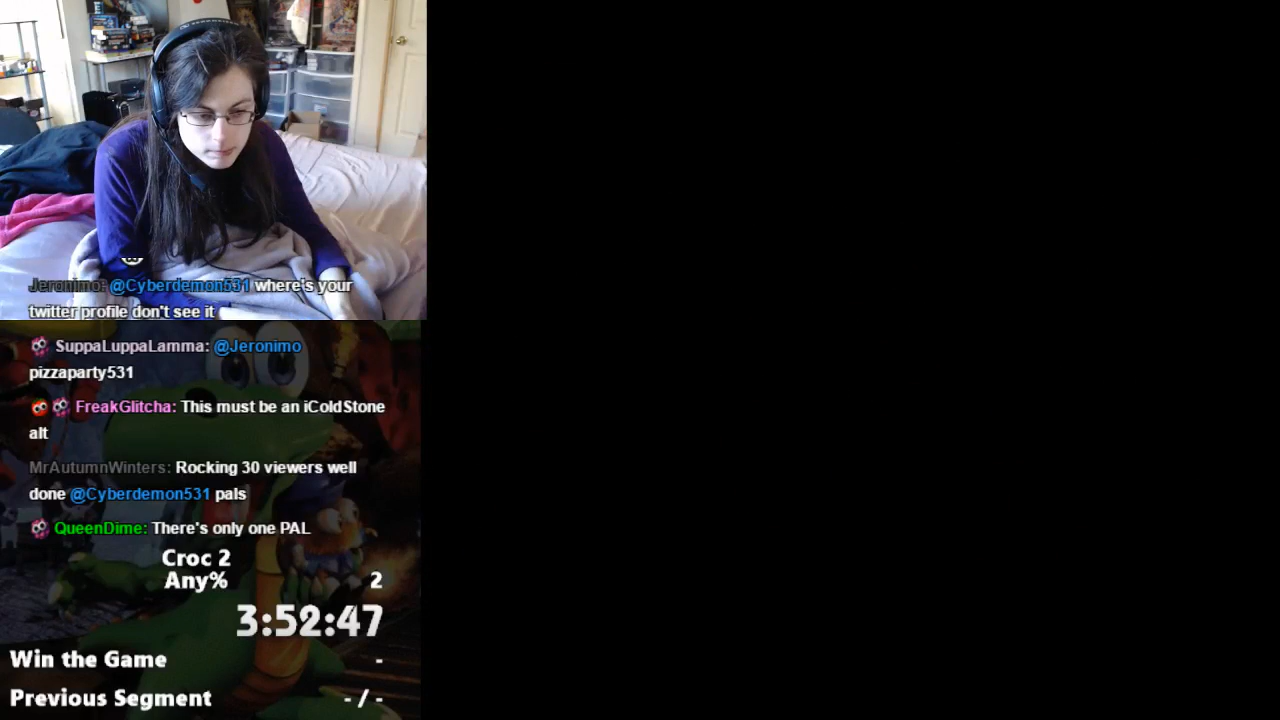 Jeronimo: @Cyberdemon531 where's your
twitter profile don't see it
SuppaLuppaLamma: @Jeronimo
pizzaparty531
FreakGlitcha: This must be an iColdStone
alt
MrAutumnWinters: Rocking 30 viewers well
done @Cyberdemon531 pals
QueenDime: There's only one PAL
Croc 2
Any% 2
3:52:47
Win the Game -
Previous Segment - / -